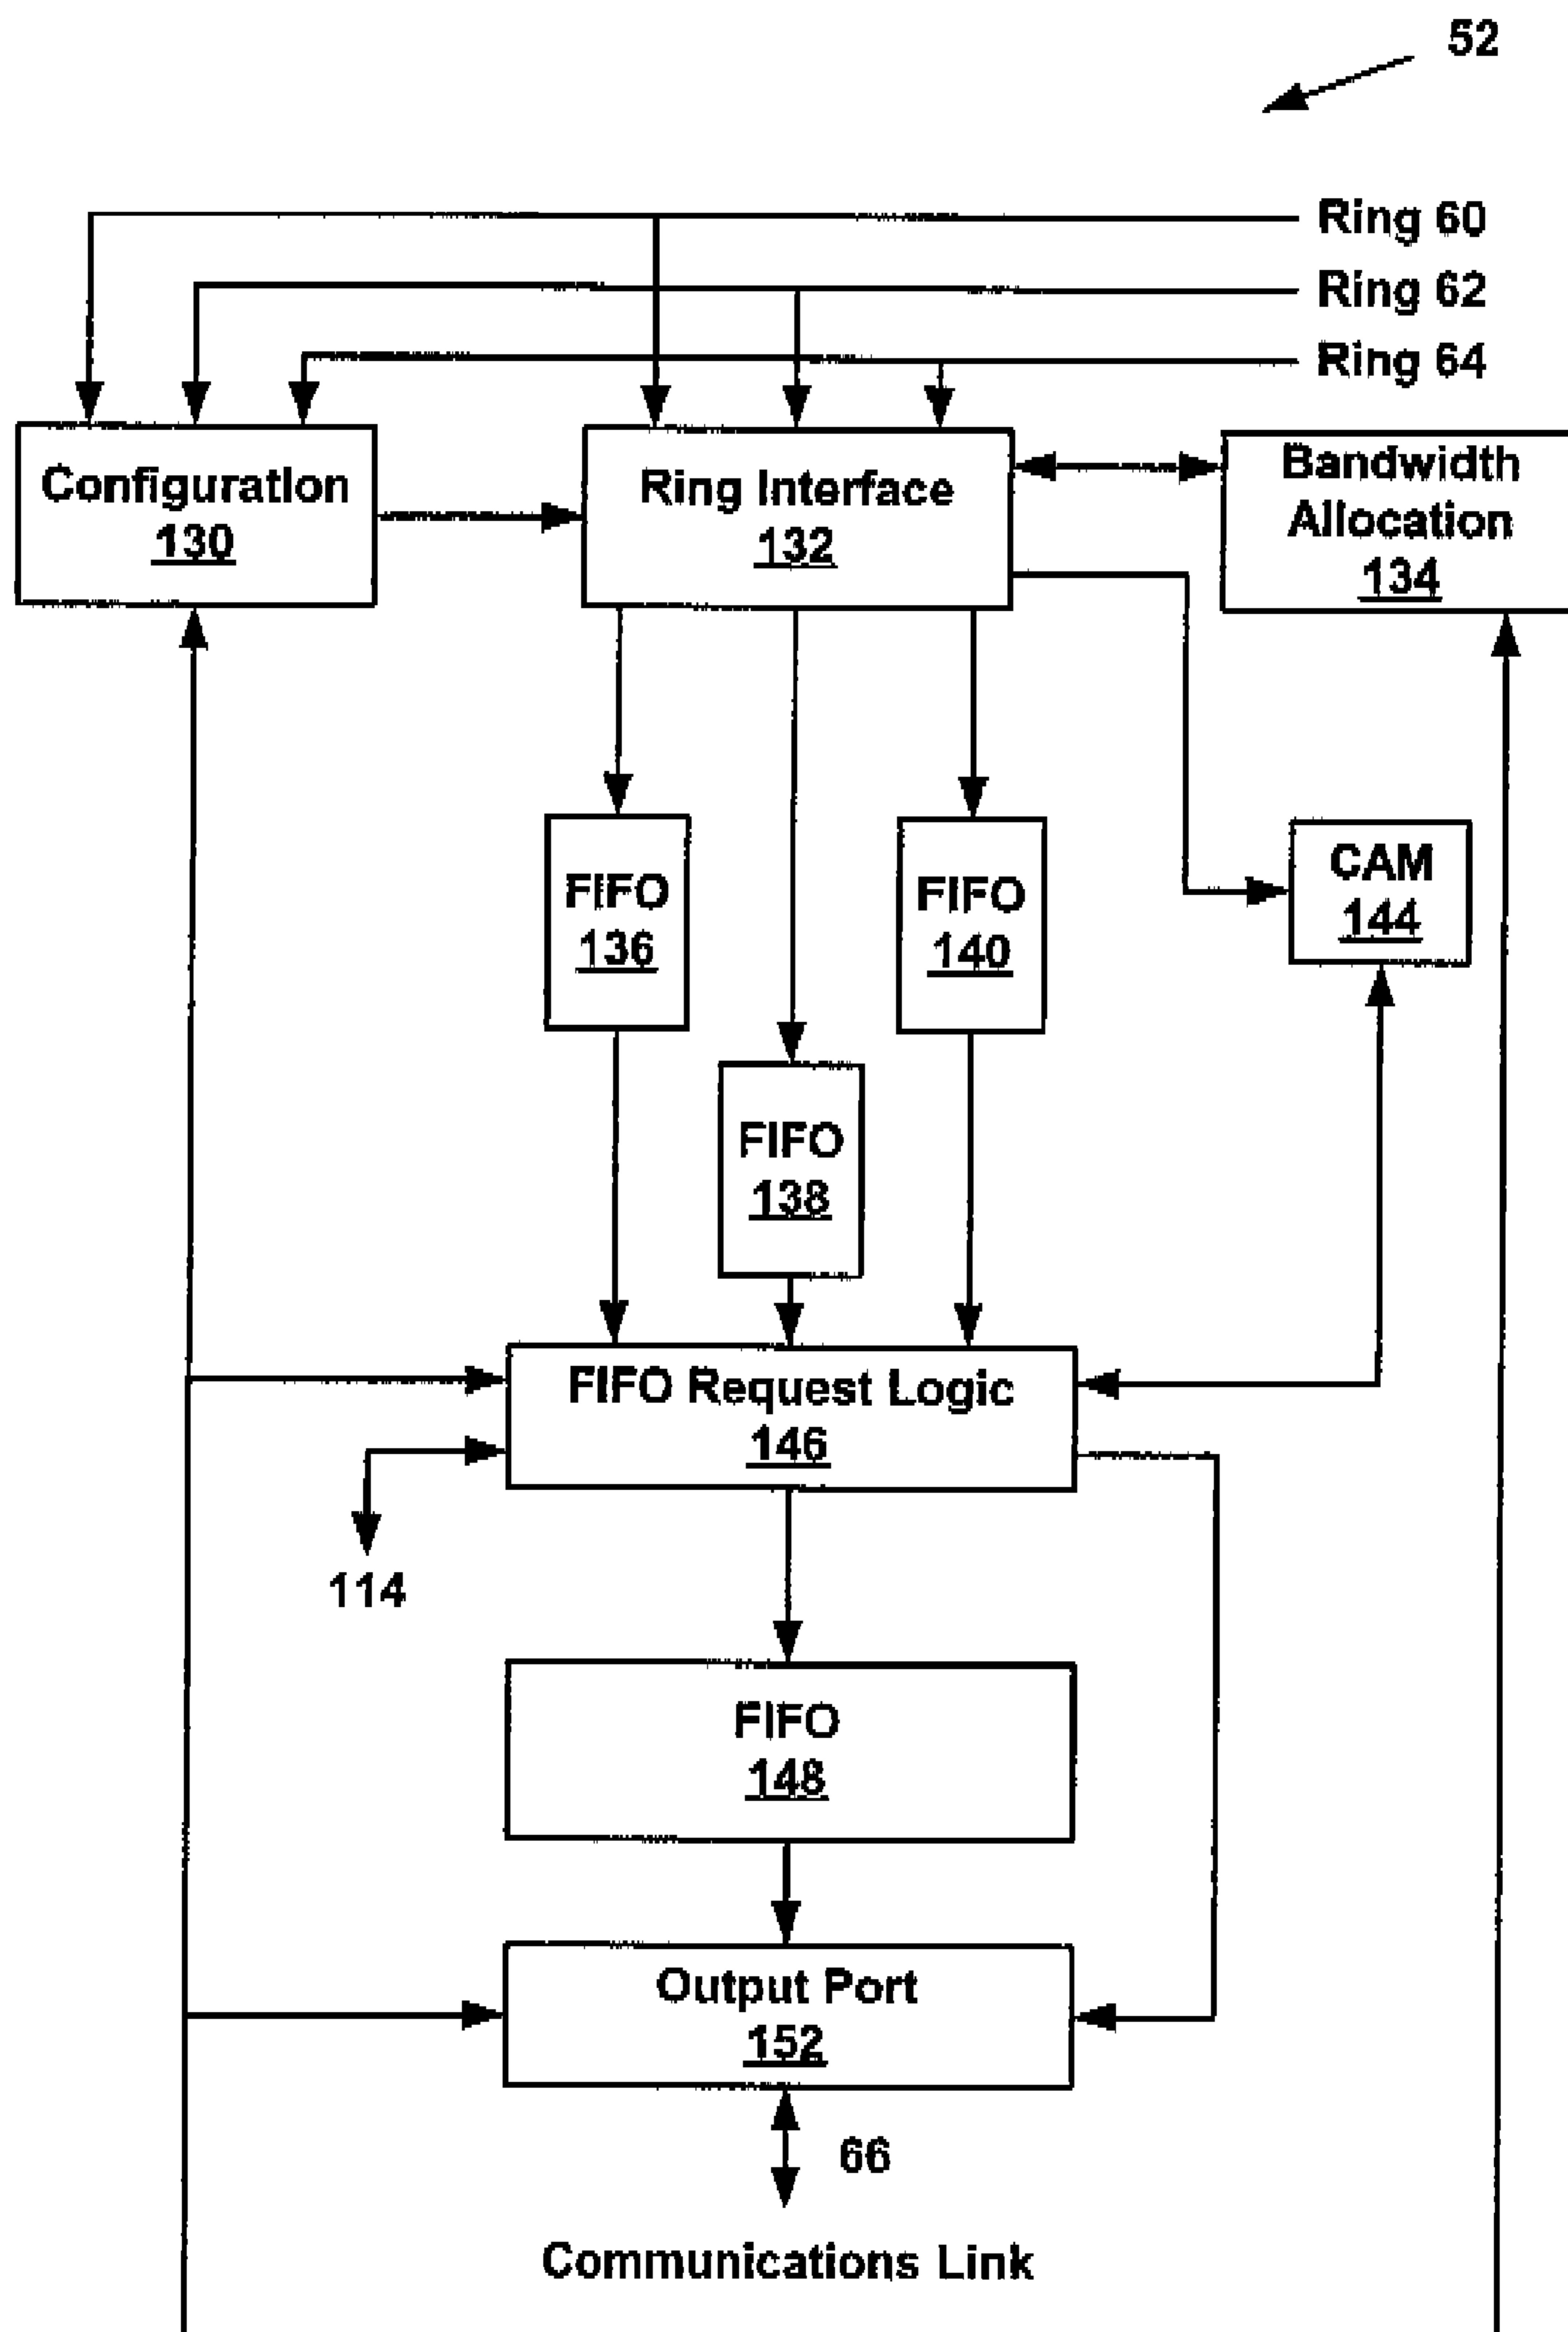 52
Ring 60
Ring 62
Ring 64
Configuration
130
Ring Interface
132
Bandwidth
Allocation
134
FIFO
136
FIFO
140
CAM
144
FIFO
138
FIFO Request Logic
146
114
FIFO
148
Output Port
152
66
Communications Link